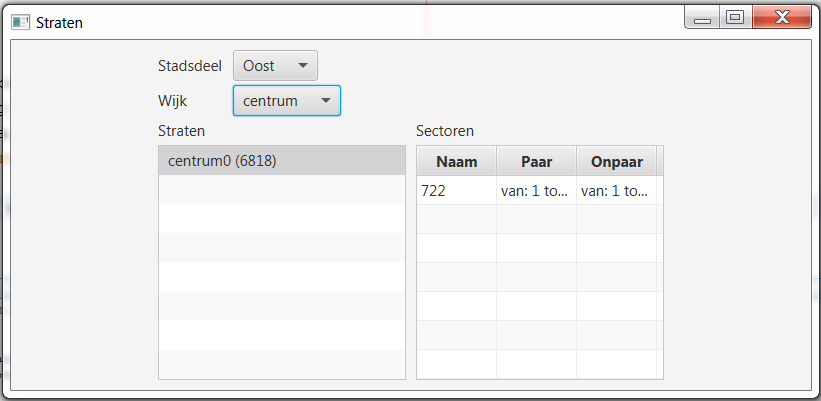 Straten
Stadsdeel Oost
Wijk centrum
Straten Sectoren
centrum0 (6818)
Naam Paar Onpaar
722 van: 1 to... van: 1 to...